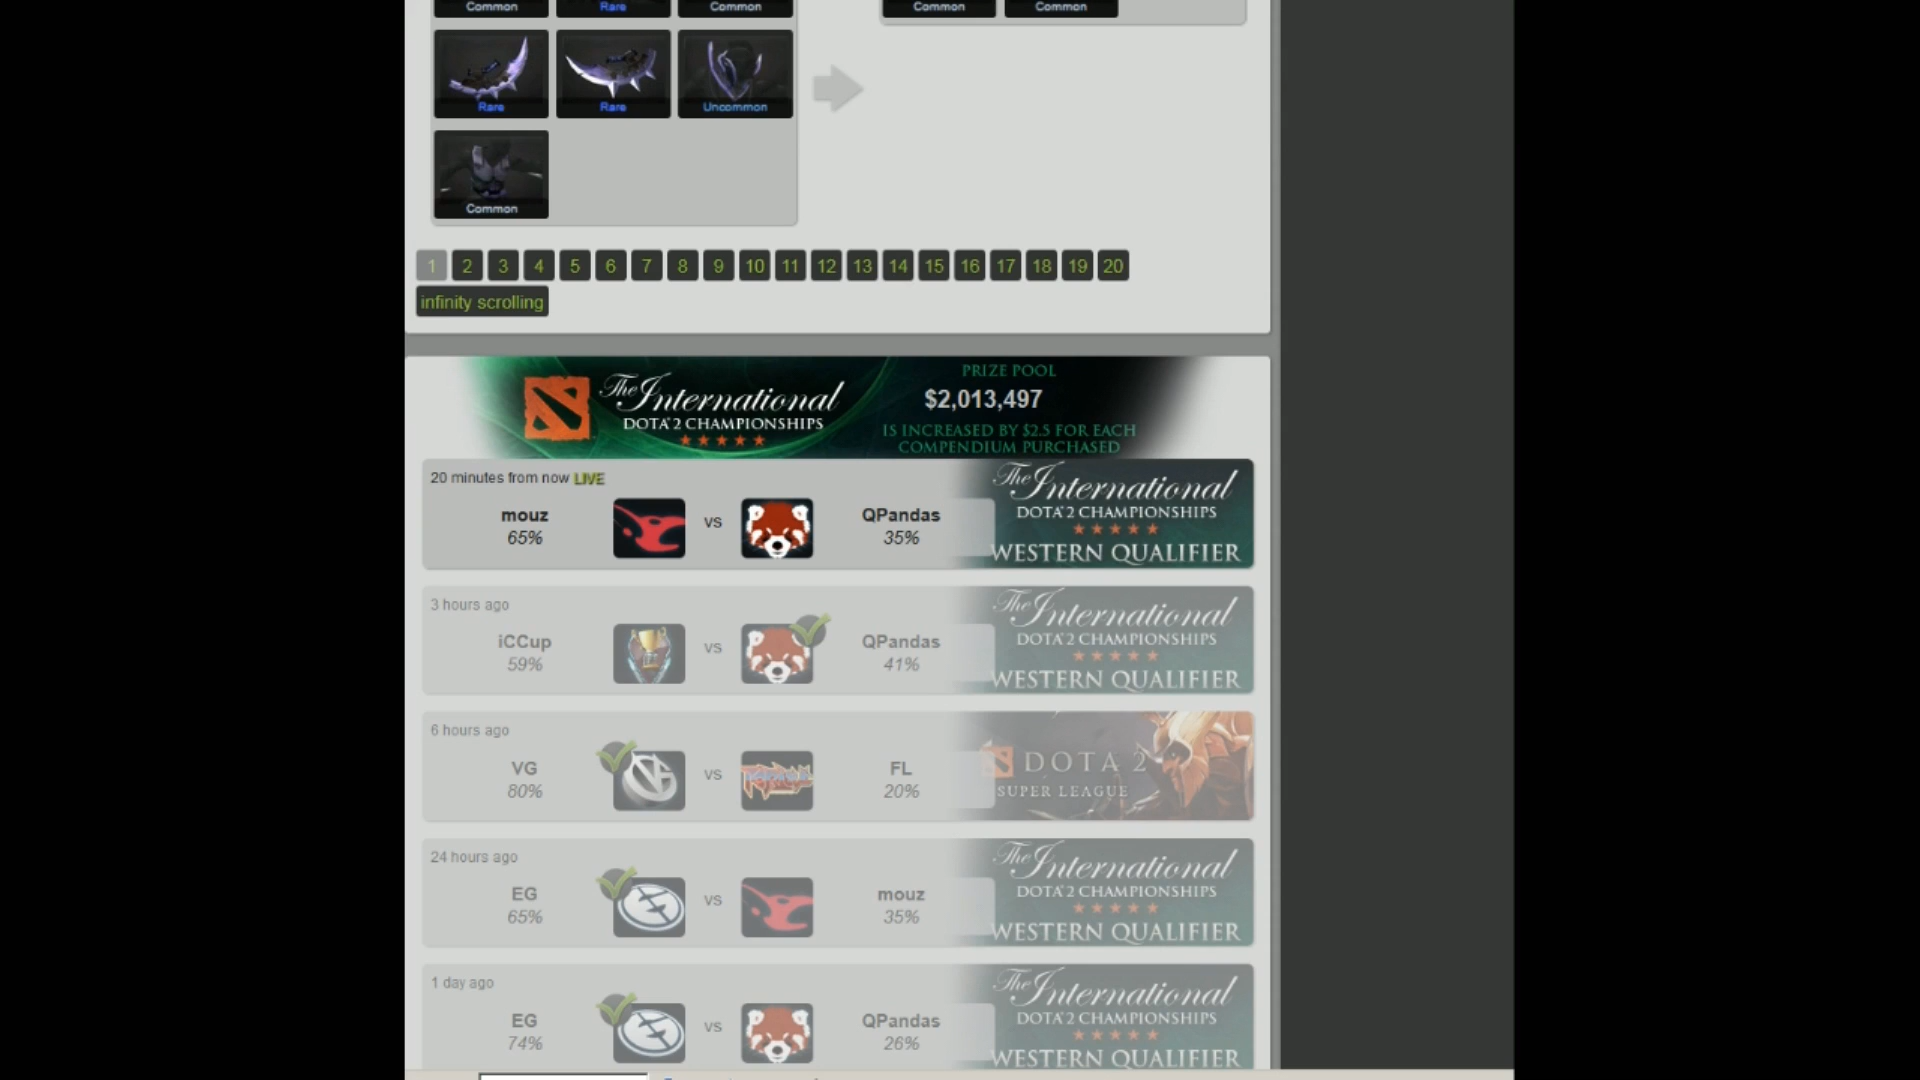 Common Rare Common Common Common
Rare Rare Uncommon
Common
1 2 3 4 5 6 7 8 9 10 11 12 13 14 15 16 17 18 19 20
infinity scrolling
The International
DOTA 2 CHAMPIONSHIPS
PRIZE POOL
$2,013,497
IS INCREASED BY $2.5 FOR EACH
COMPENDIUM PURCHASED
20 minutes from now LIVE
mouz vs QPandas
65% 35%
The International
DOTA 2 CHAMPIONSHIPS
WESTERN QUALIFIER
3 hours ago
iCCup vs QPandas
59% 41%
The International
DOTA 2 CHAMPIONSHIPS
WESTERN QUALIFIER
6 hours ago
VG vs FL
80% 20%
DOTA 2
SUPER LEAGUE
24 hours ago
EG vs mouz
65% 35%
The International
DOTA 2 CHAMPIONSHIPS
WESTERN QUALIFIER
1 day ago
EG vs QPandas
74% 26%
The International
DOTA 2 CHAMPIONSHIPS
WESTERN QUALIFIER